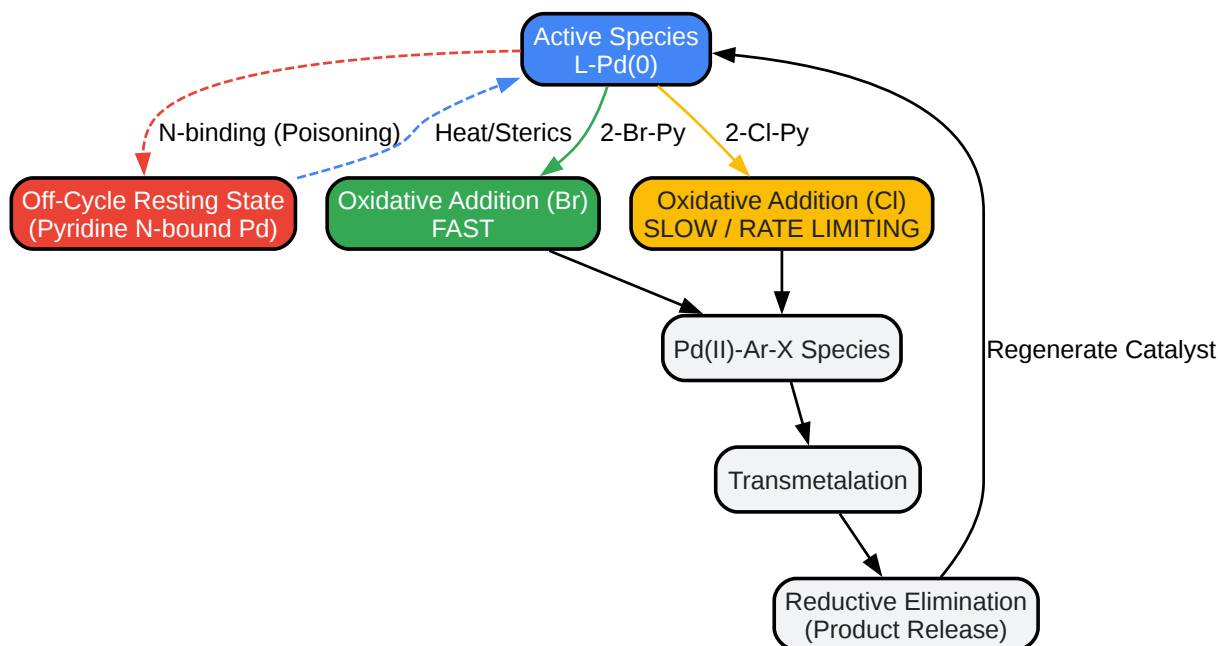 Active Species
L-Pd(0)
N-binding (Poisoning)
Heat/Sterics
2-Br-Py
2-Cl-Py
Off-Cycle Resting State
(Pyridine N-bound Pd)
Oxidative Addition (Br)
FAST
Oxidative Addition (Cl)
SLOW / RATE LIMITING
Pd(II)-Ar-X Species
Regenerate Catalyst
Transmetalation
Reductive Elimination
(Product Release)